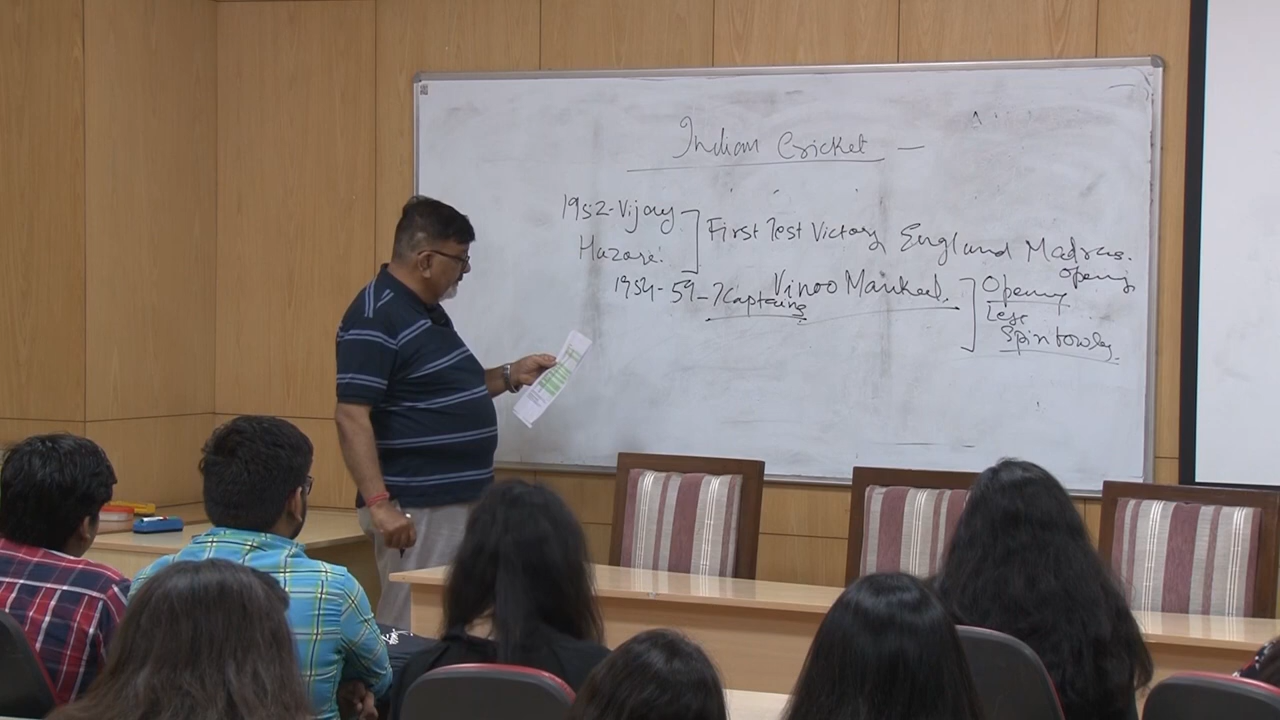 Indian Cricket —
1952-Vijay Hazare
First Test Victory England Madras.
1954-59-7 Captains
Vinoo Mankad.
Opening
Opening
Less
Spin bowler